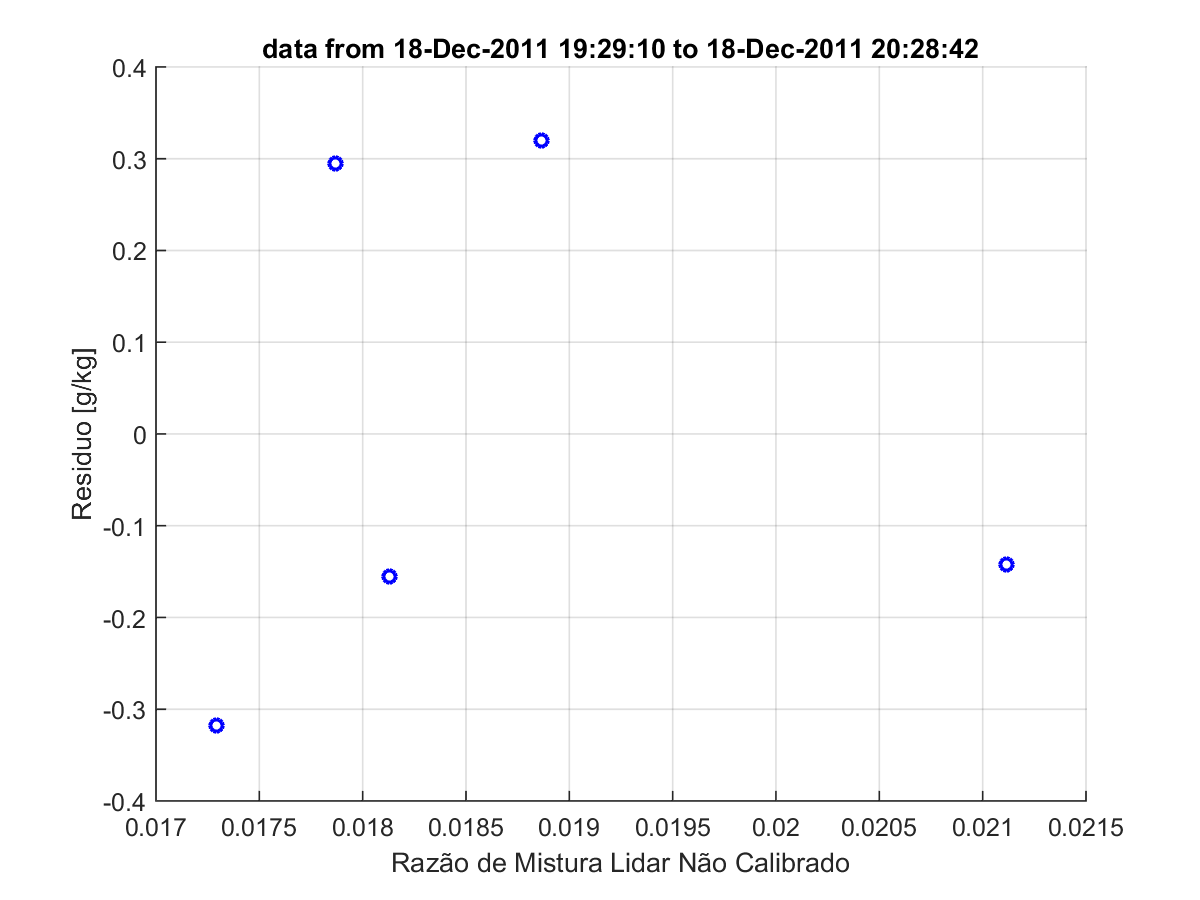 data from 18-Dec-2011 19:29:10 to 18-Dec-2011 20:28:42
0.4
0.3
0.2
0.1
0
-0.1
-0.2
-0.3
-0.4
Residuo [g/kg]
0.017 0.0175 0.018 0.0185 0.019 0.0195 0.02 0.0205 0.021 0.0215
Razão de Mistura Lidar Não Calibrado